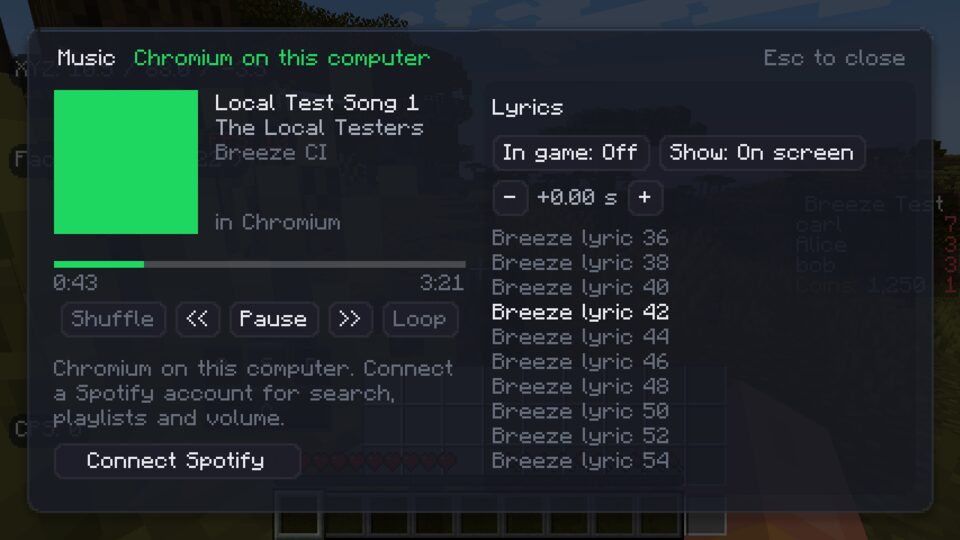 Music Chromium on this computer
Esc to close
Local Test Song 1
The Local Testers
Breeze CI
in Chromium
0:43
3:21
Shuffle
<<
Pause
>>
Loop
Chromium on this computer. Connect
a Spotify account for search,
playlists and volume.
Connect Spotify
Lyrics
In game: Off
Show: On screen
- +0.00 s +
Breeze lyric 36
Breeze lyric 38
Breeze lyric 40
Breeze lyric 42
Breeze lyric 44
Breeze lyric 46
Breeze lyric 48
Breeze lyric 50
Breeze lyric 52
Breeze lyric 54
Breeze Test
carl 7
Alice 3
bob 3
Coins: 1,250 1